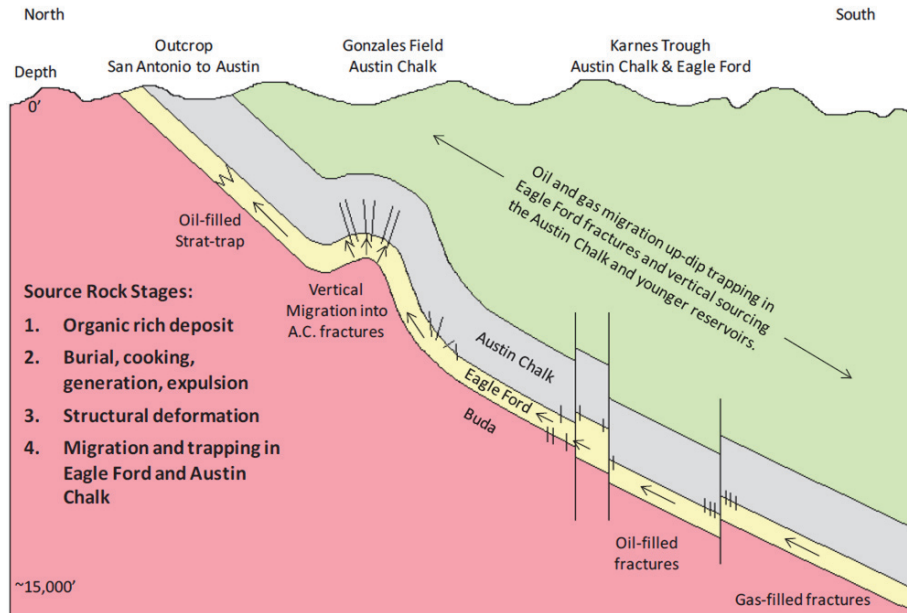 North
South
Outcrop
San Antonio to Austin
Gonzales Field
Austin Chalk
Karnes Trough
Austin Chalk & Eagle Ford
Depth
0'
Oil and gas migration up-dip trapping in
Eagle Ford fractures and vertical sourcing
the Austin Chalk and younger reservoirs.
Oil-filled
Strat-trap
Vertical
Migration into
A.C. fractures
Source Rock Stages:
1. Organic rich deposit
2. Burial, cooking,
generation, expulsion
3. Structural deformation
4. Migration and trapping in
Eagle Ford and Austin
Chalk
Austin Chalk
Eagle Ford
Buda
Oil-filled
fractures
~15,000'
Gas-filled fractures